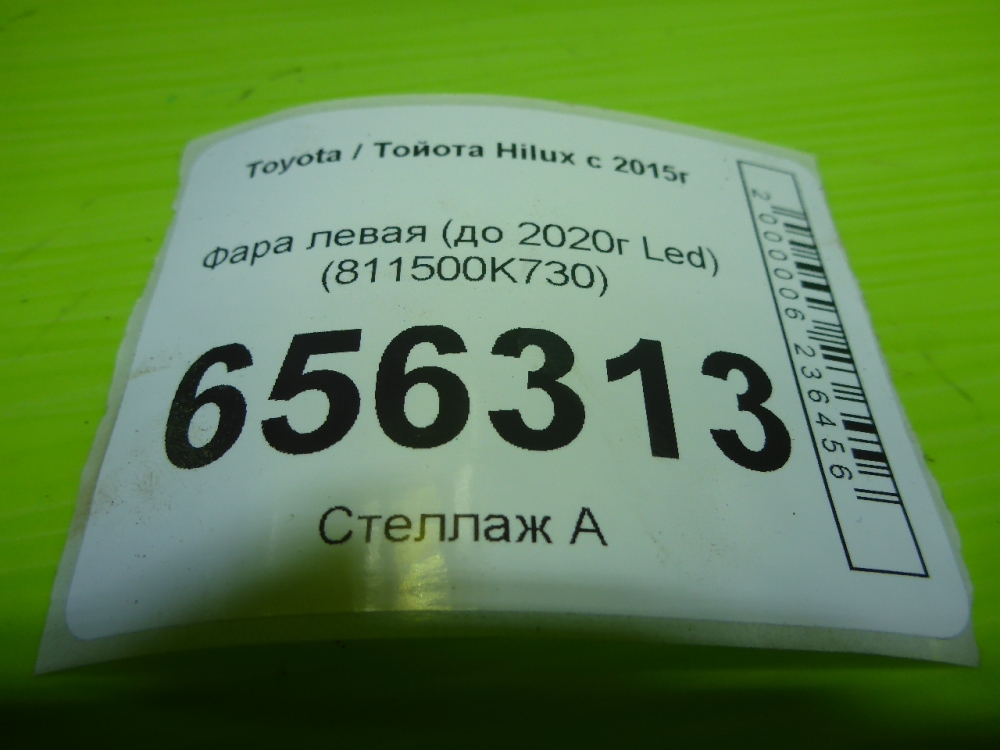 Toyota / Тойота Hilux с 2015г
Фара левая (до 2020г Led)
(811500K730)
656313
Стеллаж А
2000006236456